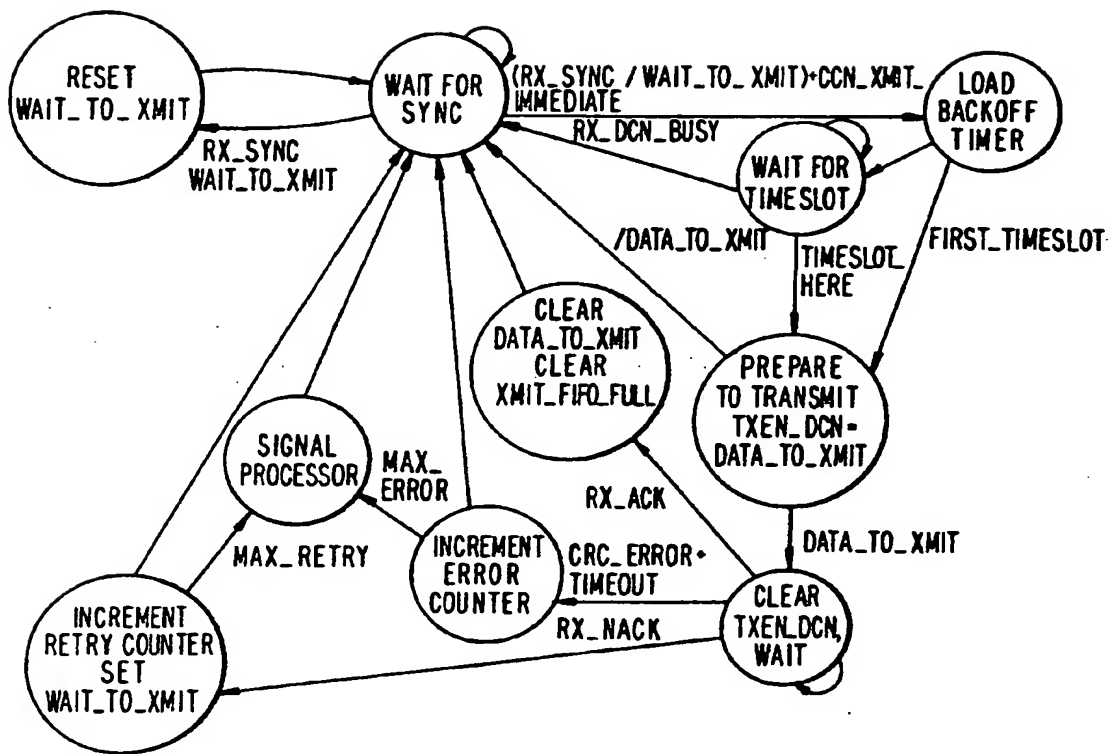 RESET
WAIT_TO_XMIT
WAIT FOR
SYNC
(RX_SYNC / WAIT_TO_XMIT)+CCN_XMIT_
IMMEDIATE
LOAD
BACKOFF
TIMER
RX_DCN_BUSY
RX_SYNC
WAIT_TO_XMIT
WAIT FOR
TIMESLOT
/DATA_TO_XMIT
TIMESLOT_
HERE
FIRST_TIMESLOT
CLEAR
DATA_TO_XMIT
CLEAR
XMIT_FIFO_FULL
PREPARE
TO TRANSMIT
TXEN_DCN=
DATA_TO_XMIT
SIGNAL
PROCESSOR
MAX_
ERROR
RX_ACK
DATA_TO_XMIT
MAX_RETRY
INCREMENT
ERROR
COUNTER
CRC_ERROR+
TIMEOUT
RX_NACK
CLEAR
TXEN_DCN,
WAIT
INCREMENT
RETRY COUNTER
SET
WAIT_TO_XMIT